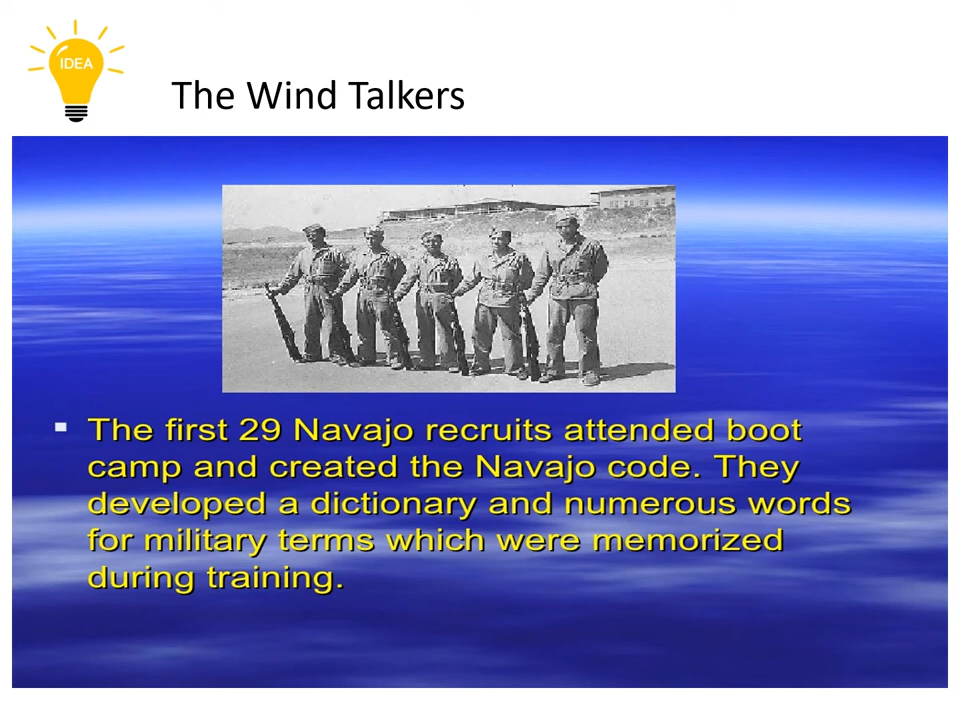 IDEA
The Wind Talkers
The first 29 Navajo recruits attended boot
camp and created the Navajo code. They
developed a dictionary and numerous words
for military terms which were memorized
during training.